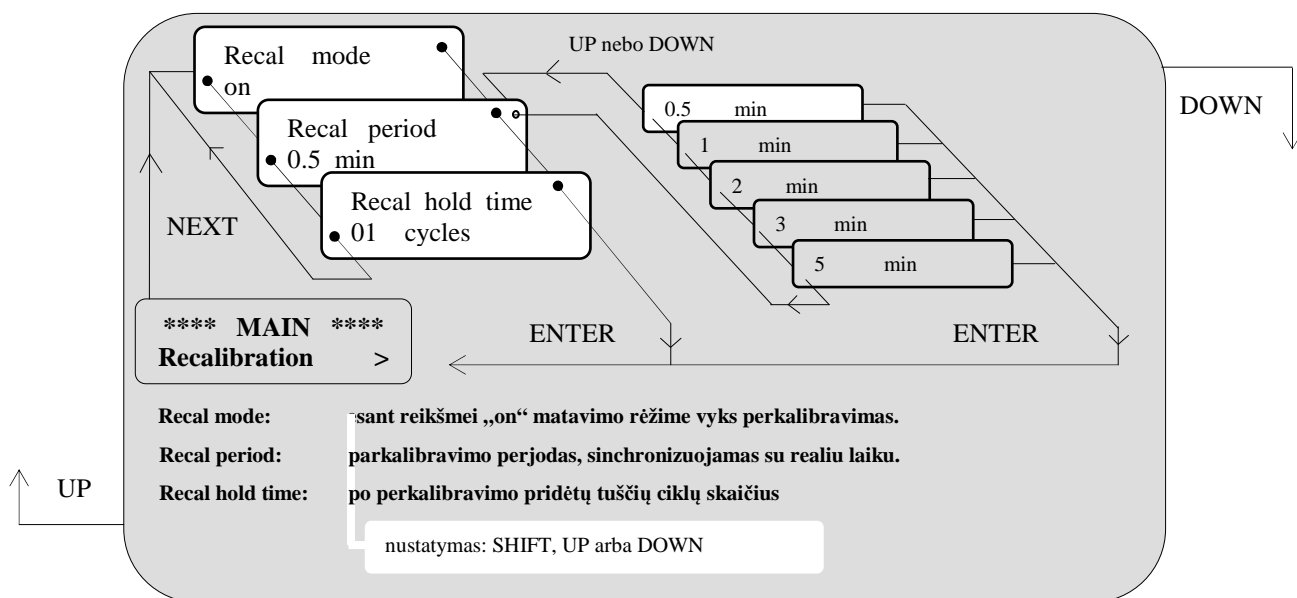 Recal mode
on
Recal period
0.5 min
Recal hold time
01 cycles
UP nebo DOWN
0.5 min
1 min
2 min
3 min
5 min
DOWN
NEXT
**** MAIN ****
Recalibration >
ENTER
ENTER
Recal mode: esant reikšmei „on“ matavimo rėžime vyks perkalibravimas.
Recal period: parkalibravimo perjodas, sinchronizuojamas su realiu laiku.
UP
Recal hold time: po perkalibravimo pridėtų tuščių ciklų skaičius
nustatymas: SHIFT, UP arba DOWN